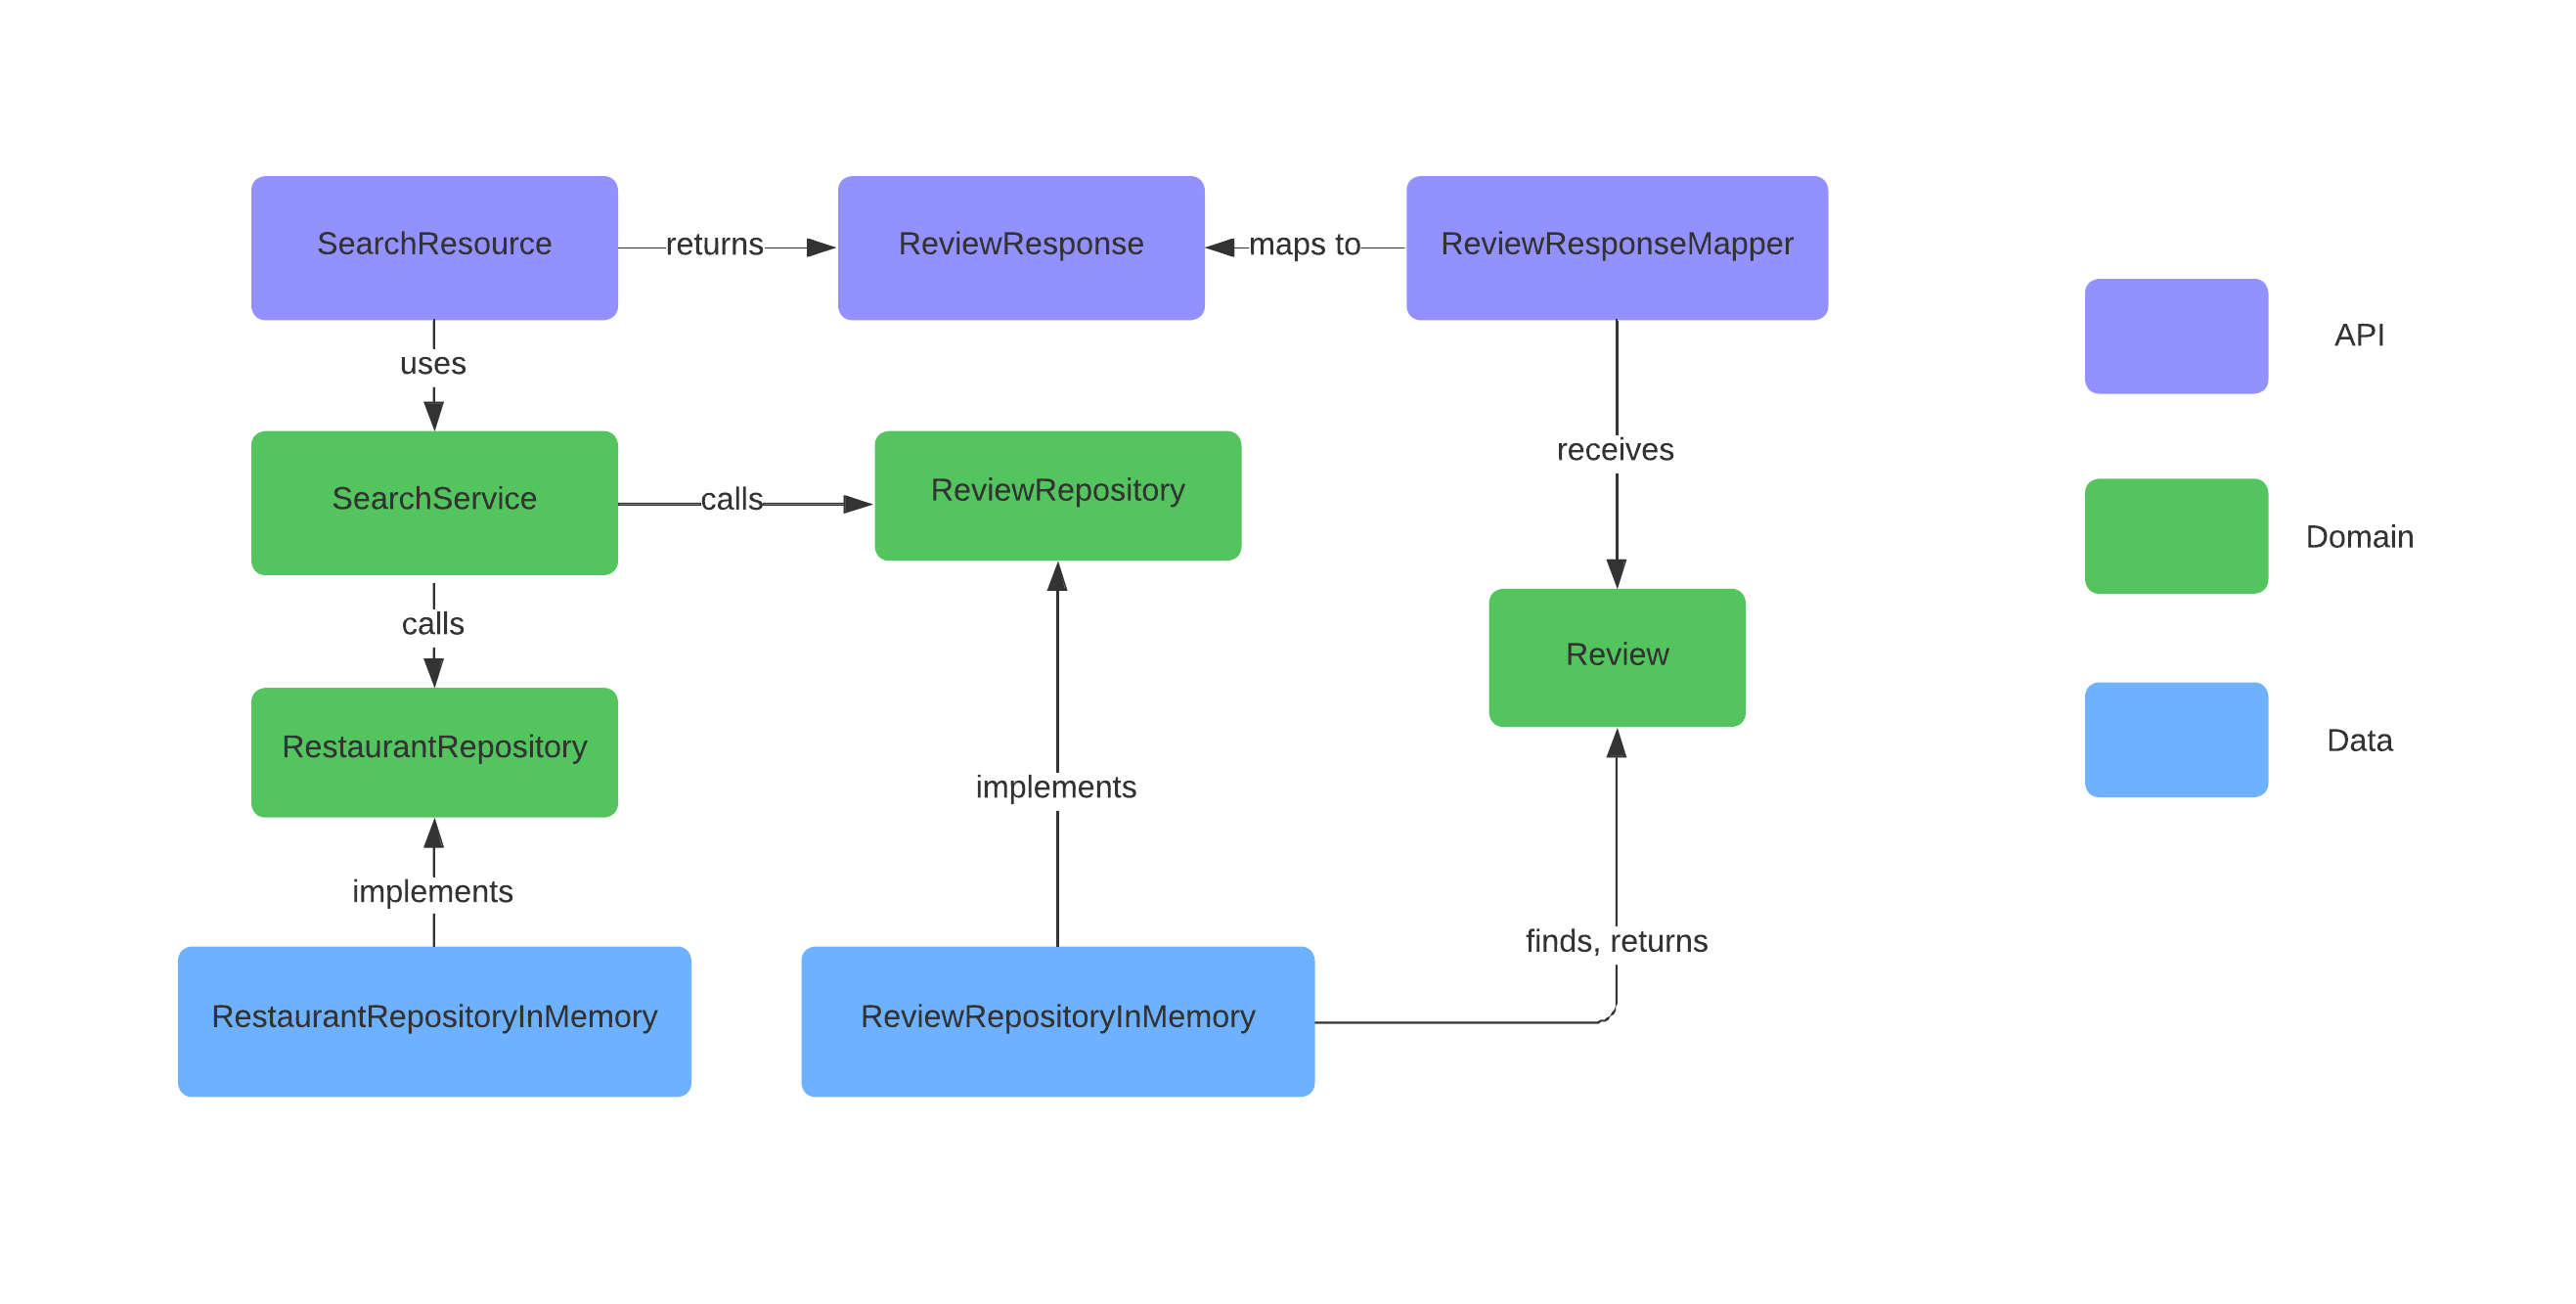 SearchResource
returns
ReviewResponse
maps to
ReviewResponseMapper
API
uses
receives
SearchService
calls
ReviewRepository
Domain
calls
Review
RestaurantRepository
Data
implements
implements
finds, returns
RestaurantRepositoryInMemory
ReviewRepositoryInMemory